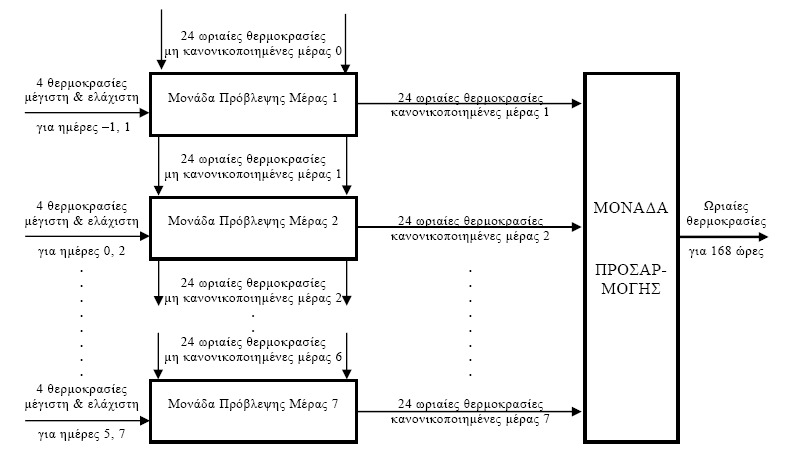 24 ωριαίες θερμοκρασίες
μη κανονικοποιημένες μέρας 0
4 θερμοκρασίες
μέγιστη & ελάχιστη
για ημέρες –1, 1
Μονάδα Πρόβλεψης Μέρας 1
24 ωριαίες θερμοκρασίες
κανονικοποιημένες μέρας 1
24 ωριαίες θερμοκρασίες
μη κανονικοποιημένες μέρας 1
4 θερμοκρασίες
μέγιστη & ελάχιστη
για ημέρες 0, 2
Μονάδα Πρόβλεψης Μέρας 2
24 ωριαίες θερμοκρασίες
κανονικοποιημένες μέρας 2
24 ωριαίες θερμοκρασίες
μη κανονικοποιημένες μέρας 2
24 ωριαίες θερμοκρασίες
μη κανονικοποιημένες μέρας 6
4 θερμοκρασίες
μέγιστη & ελάχιστη
για ημέρες 5, 7
Μονάδα Πρόβλεψης Μέρας 7
24 ωριαίες θερμοκρασίες
κανονικοποιημένες μέρας 7
ΜΟΝΑΔΑ
ΠΡΟΣΑΡ-
ΜΟΓΗΣ
Ωριαίες
θερμοκρασίες
για 168 ώρες